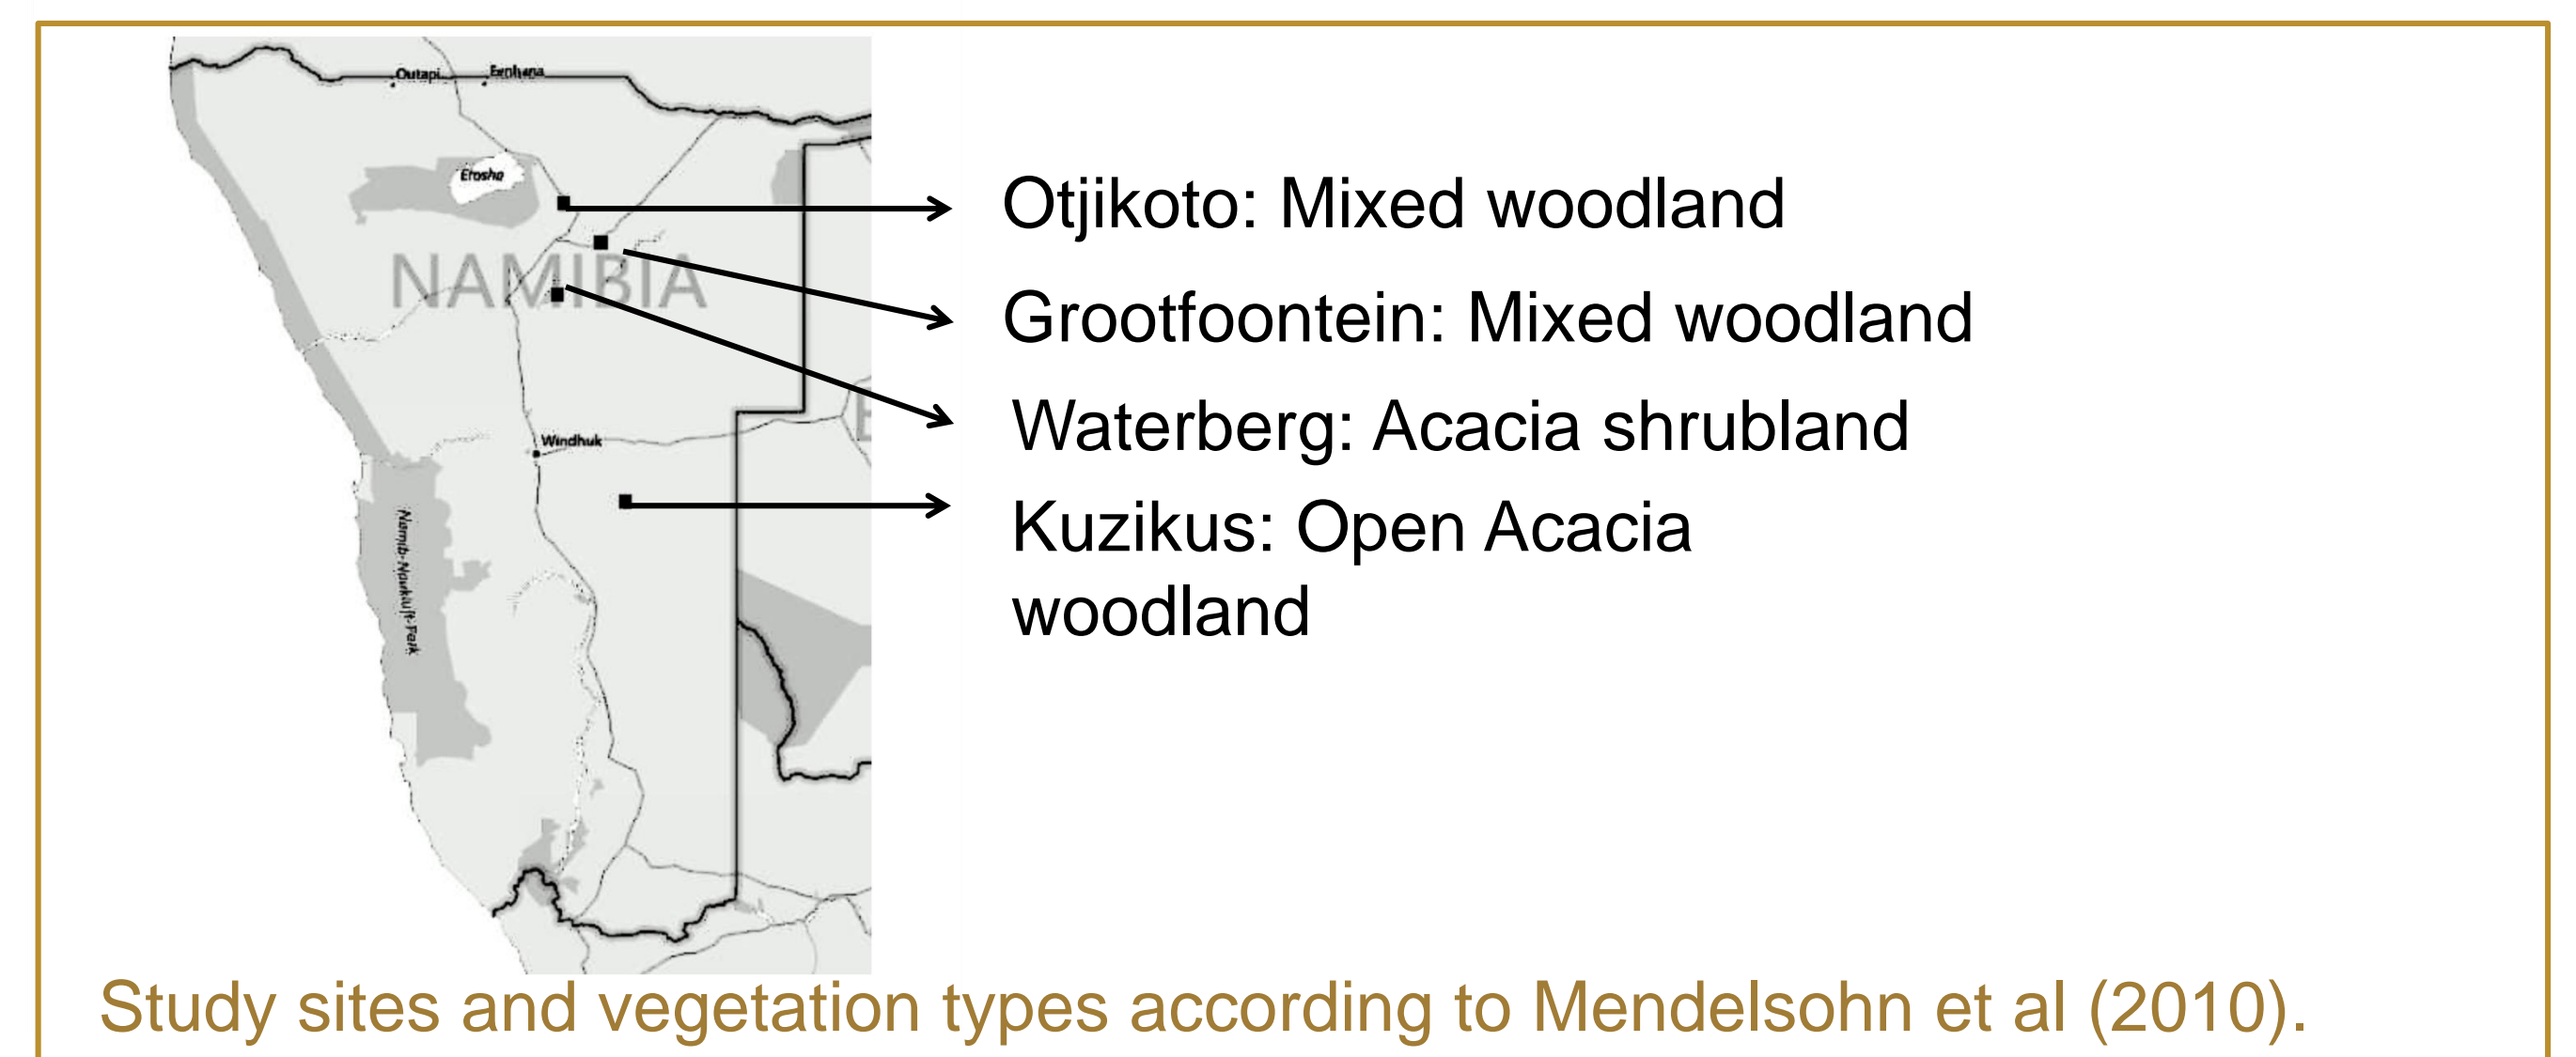 Outapi
Eenhana
Etosha
NAMIBIA
Windhuk
Namib-Naukluft-Park
Otjikoto: Mixed woodland
Grootfoontein: Mixed woodland
Waterberg: Acacia shrubland
Kuzikus: Open Acacia
woodland
Study sites and vegetation types according to Mendelsohn et al (2010).